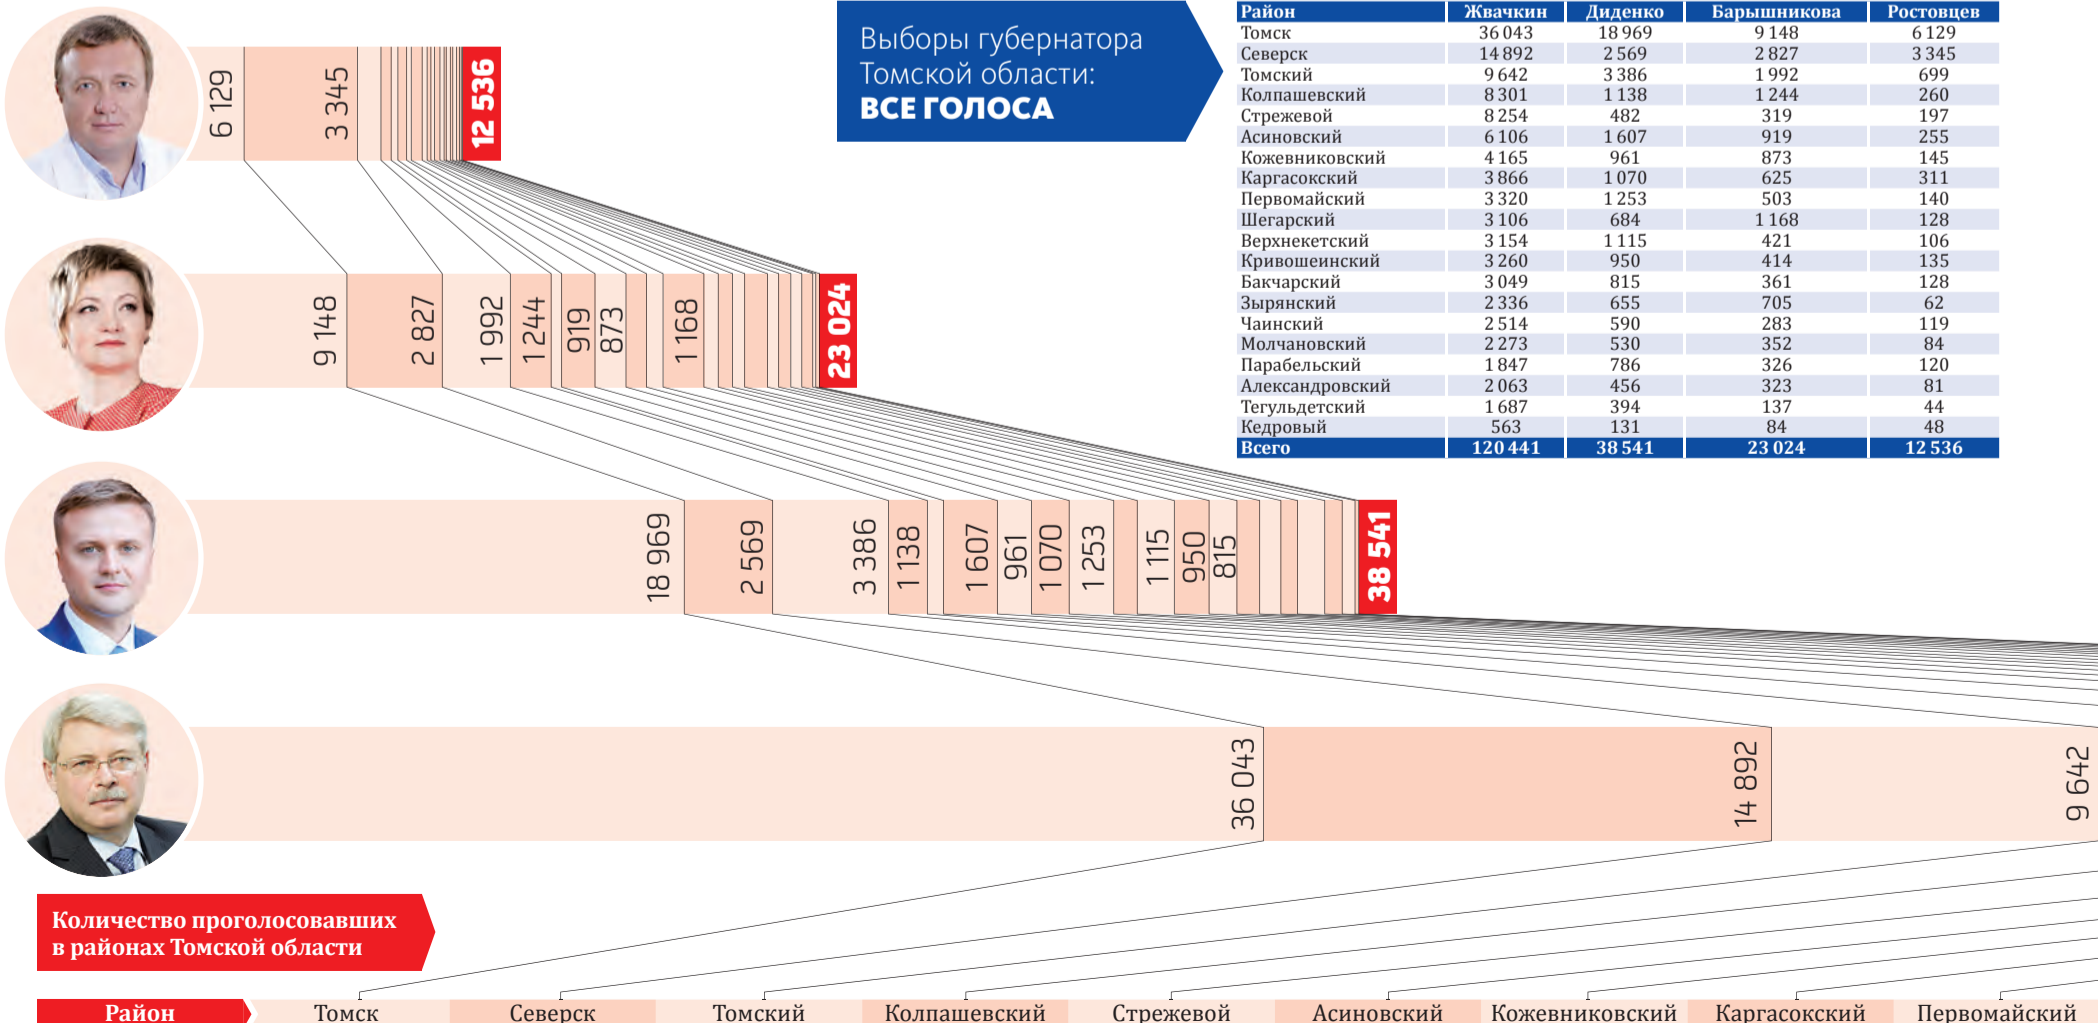 6 129
3 345
12 536
Выборы губернатора
Томской области:
ВСЕ ГОЛОСА
Район Жвачкин Диденко Барышникова Ростовцев
Томск 36 043 18 969 9 148 6 129
Северск 14 892 2 569 2 827 3 345
Томский 9 642 3 386 1 992 699
Колпашевский 8 301 1 138 1 244 260
Стрежевой 8 254 482 319 197
Асиновский 6 106 1 607 919 255
Кожевниковский 4 165 961 873 145
Каргасокский 3 866 1 070 625 311
Первомайский 3 320 1 253 503 140
Шегарский 3 106 684 1 168 128
Верхнекетский 3 154 1 115 421 106
Кривошеинский 3 260 950 414 135
Бакчарский 3 049 815 361 128
Зырянский 2 336 655 705 62
Чаинский 2 514 590 283 119
Молчановский 2 273 530 352 84
Парабельский 1 847 786 326 120
Александровский 2 063 456 323 81
Тегульдетский 1 687 394 137 44
Кедровый 563 131 84 48
Всего 120 441 38 541 23 024 12 536
9 148
2 827
1 992
1 244
919
873
1 168
23 024
18 969
2 569
3 386
1 138
1 607
961
1 070
1 253
1 115
950
815
38 541
36 043
14 892
9 642
Количество проголосовавших
в районах Томской области
Район Томск Северск Томский Колпашевский Стрежевой Асиновский Кожевниковский Каргасокский Первомайский